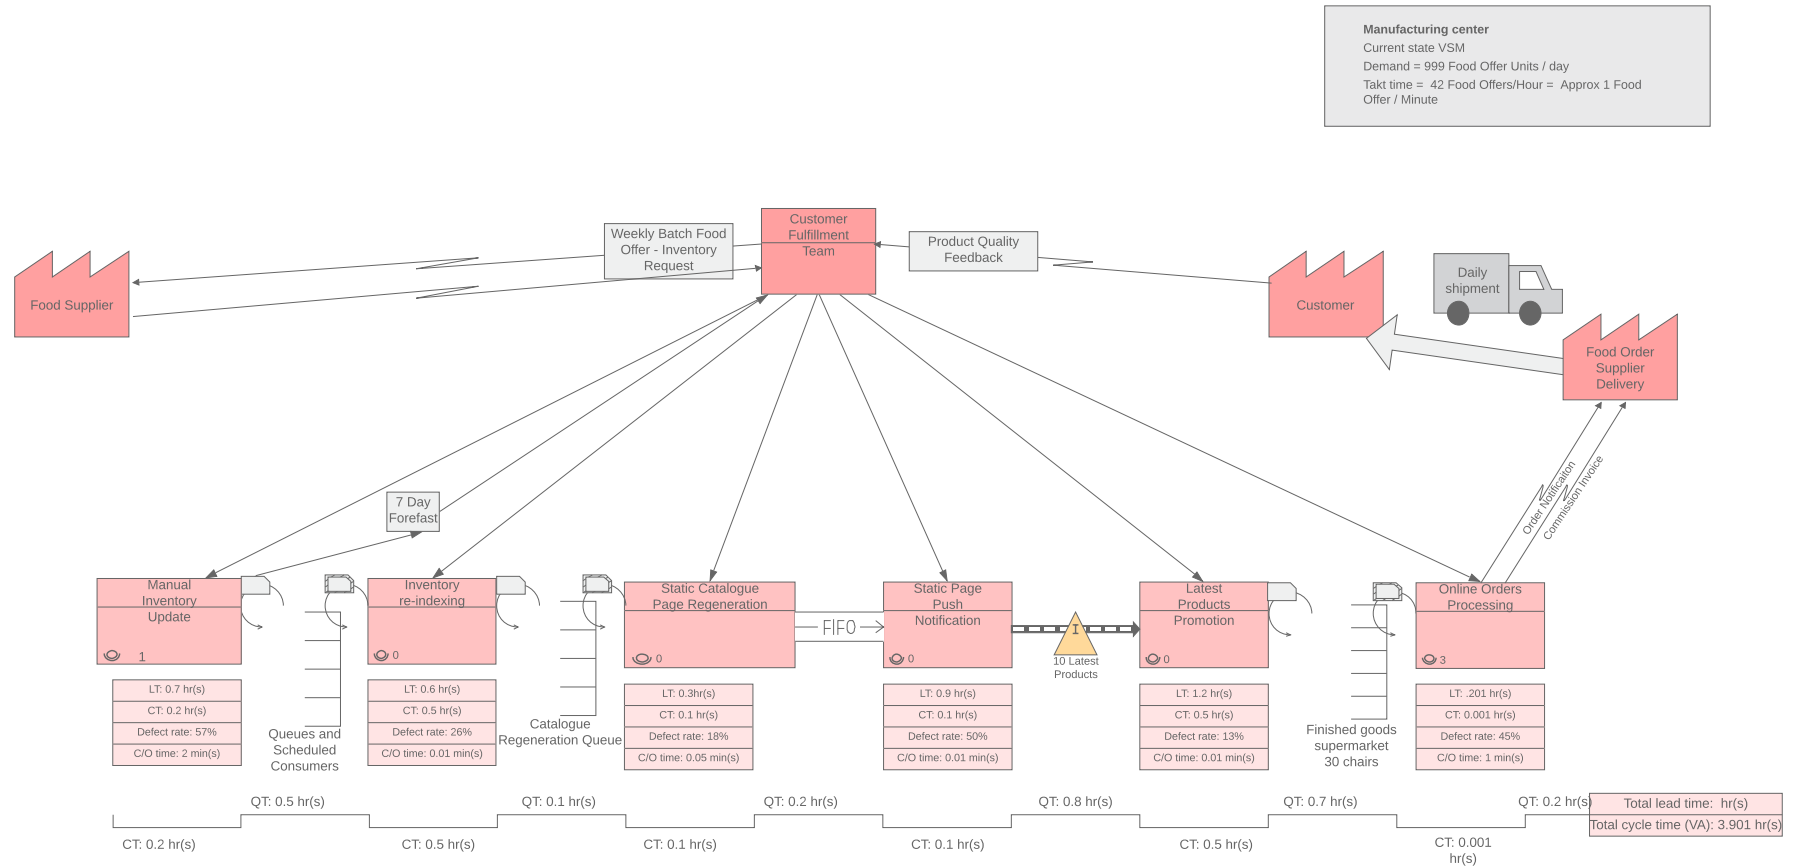 Manufacturing center
Current state VSM
Demand = 999 Food Offer Units / day
Takt time =  42 Food Offers/Hour =  Approx 1 Food
Offer / Minute
Customer
Fulfillment
Team
Weekly Batch Food
Offer - Inventory
Request
Product Quality
Feedback
Food Supplier
Customer
Daily
shipment
Food Order
Supplier
Delivery
Order Notificaiton
Commission Invoice
7 Day
Forefast
Manual
Inventory
Update
1
Inventory
re-indexing
0
Static Catalogue
Page Regeneration
0
FIFO
Static Page
Push
Notification
0
I
10 Latest
Products
Latest
Products
Promotion
0
Online Orders
Processing
3
LT: 0.7 hr(s)
CT: 0.2 hr(s)
Defect rate: 57%
C/O time: 2 min(s)
Queues and
Scheduled
Consumers
LT: 0.6 hr(s)
CT: 0.5 hr(s)
Defect rate: 26%
C/O time: 0.01 min(s)
Catalogue
Regeneration Queue
LT: 0.3hr(s)
CT: 0.1 hr(s)
Defect rate: 18%
C/O time: 0.05 min(s)
LT: 0.9 hr(s)
CT: 0.1 hr(s)
Defect rate: 50%
C/O time: 0.01 min(s)
LT: 1.2 hr(s)
CT: 0.5 hr(s)
Defect rate: 13%
C/O time: 0.01 min(s)
Finished goods
supermarket
30 chairs
LT: .201 hr(s)
CT: 0.001 hr(s)
Defect rate: 45%
C/O time: 1 min(s)
QT: 0.5 hr(s)
QT: 0.1 hr(s)
QT: 0.2 hr(s)
QT: 0.8 hr(s)
QT: 0.7 hr(s)
QT: 0.2 hr(s)
CT: 0.2 hr(s)
CT: 0.5 hr(s)
CT: 0.1 hr(s)
CT: 0.1 hr(s)
CT: 0.5 hr(s)
CT: 0.001
hr(s)
Total lead time:  hr(s)
Total cycle time (VA): 3.901 hr(s)